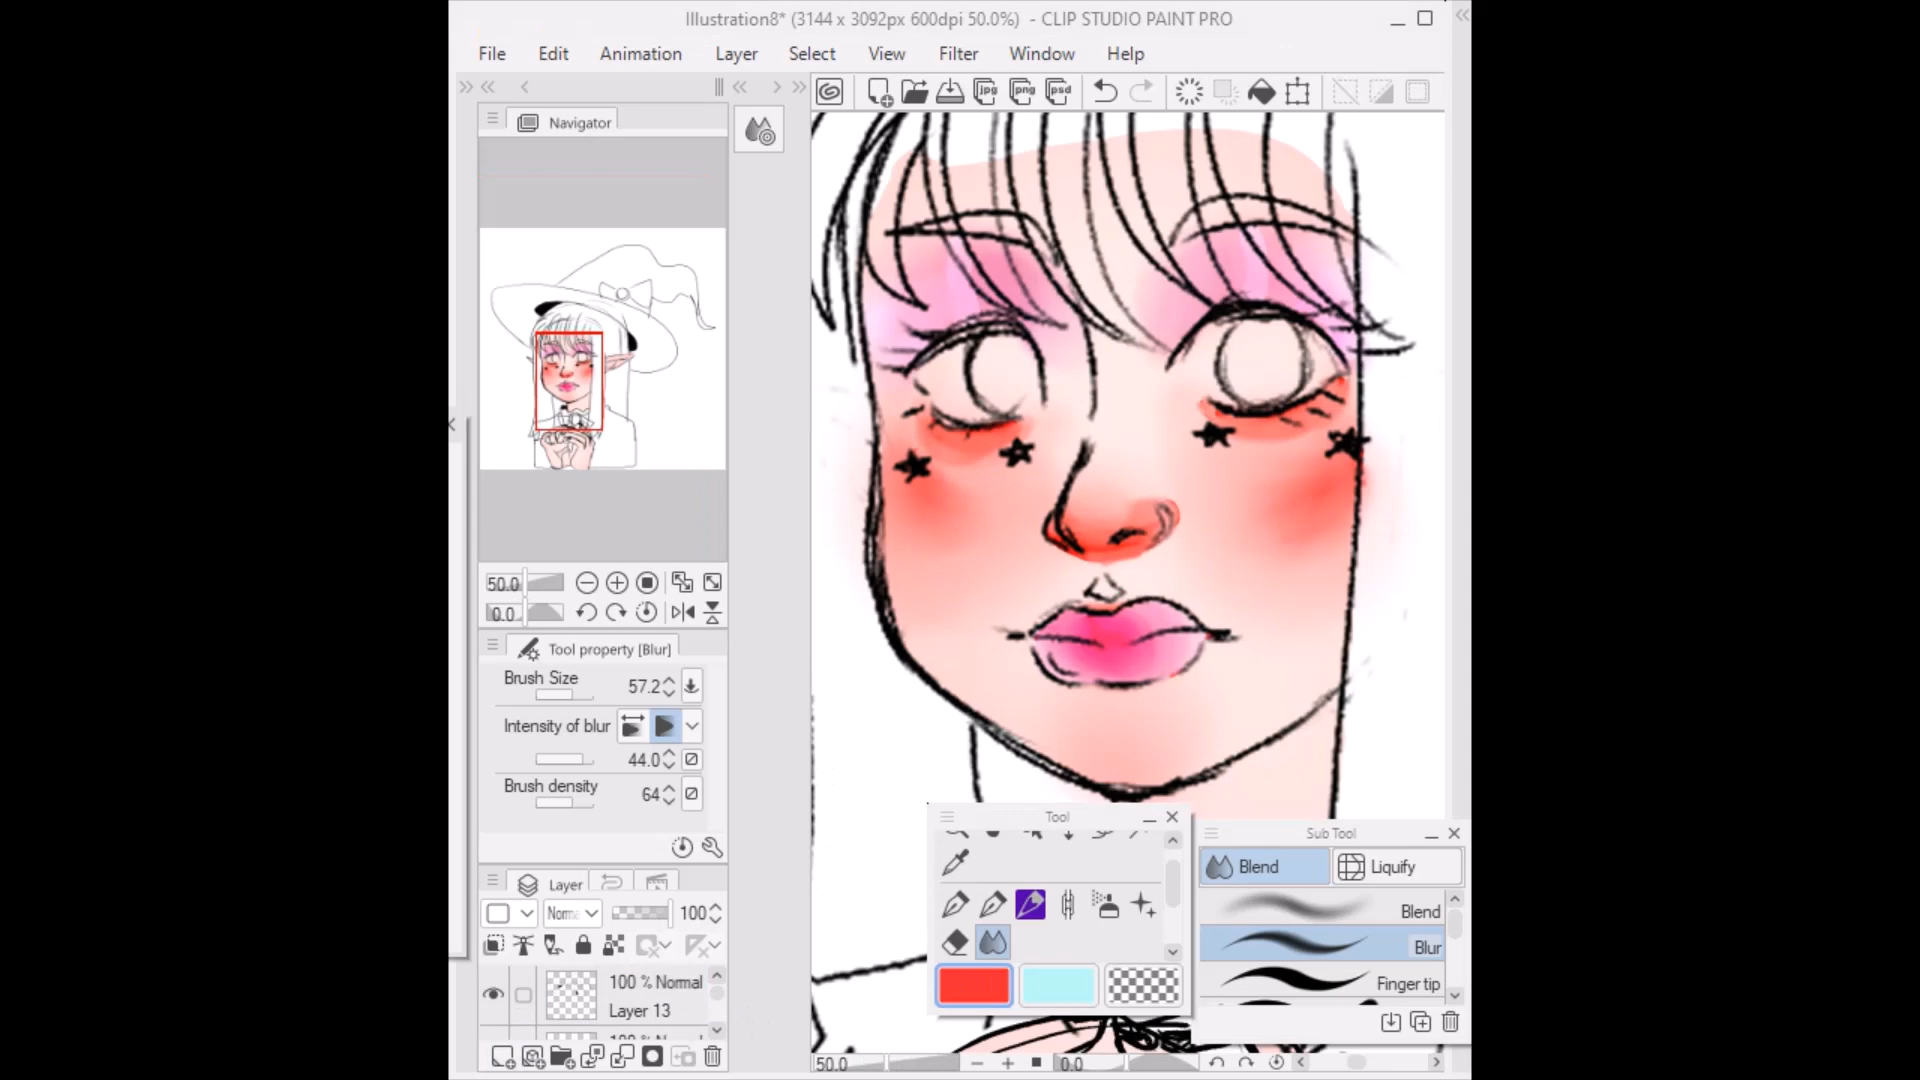 Illustration8* (3144 x 3092px 600dpi 50.0%) - CLIP STUDIO PAINT PRO
File Edit Animation Layer Select View Filter Window Help
jpg png psd
Navigator
50.0
0.0
Tool property [Blur]
Brush Size 57.2
Intensity of blur
44.0
Brush density 64
Layer
100
100 % Normal
Layer 13
Tool
Sub Tool
Blend Liquify
Blend
Blur
Finger tip
50.0 0.0